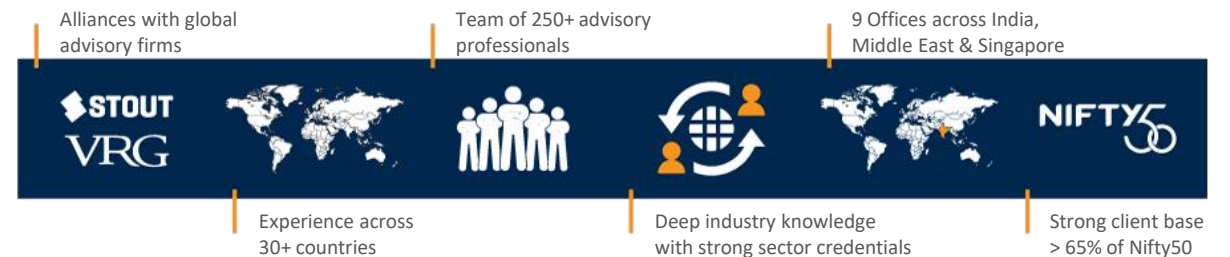 Alliances with global
advisory firms
Team of 250+ advisory
professionals
9 Offices across India,
Middle East & Singapore
STOUT
VRG
NIFTY50
Experience across
30+ countries
Deep industry knowledge
with strong sector credentials
Strong client base
> 65% of Nifty50